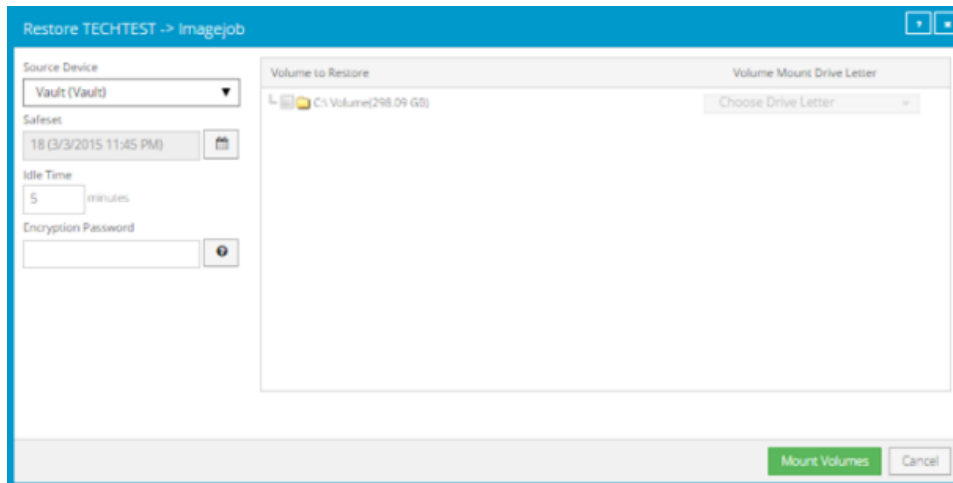 Restore TECHTEST -> Imagejob
Source Device
Vault (Vault)
Safeset
18 (3/3/2015 11:45 PM)
Idle Time
5 minutes
Encryption Password
Volume to Restore
Volume Mount Drive Letter
C:\ Volume(298.09 GB)
Choose Drive Letter
Mount Volumes
Cancel